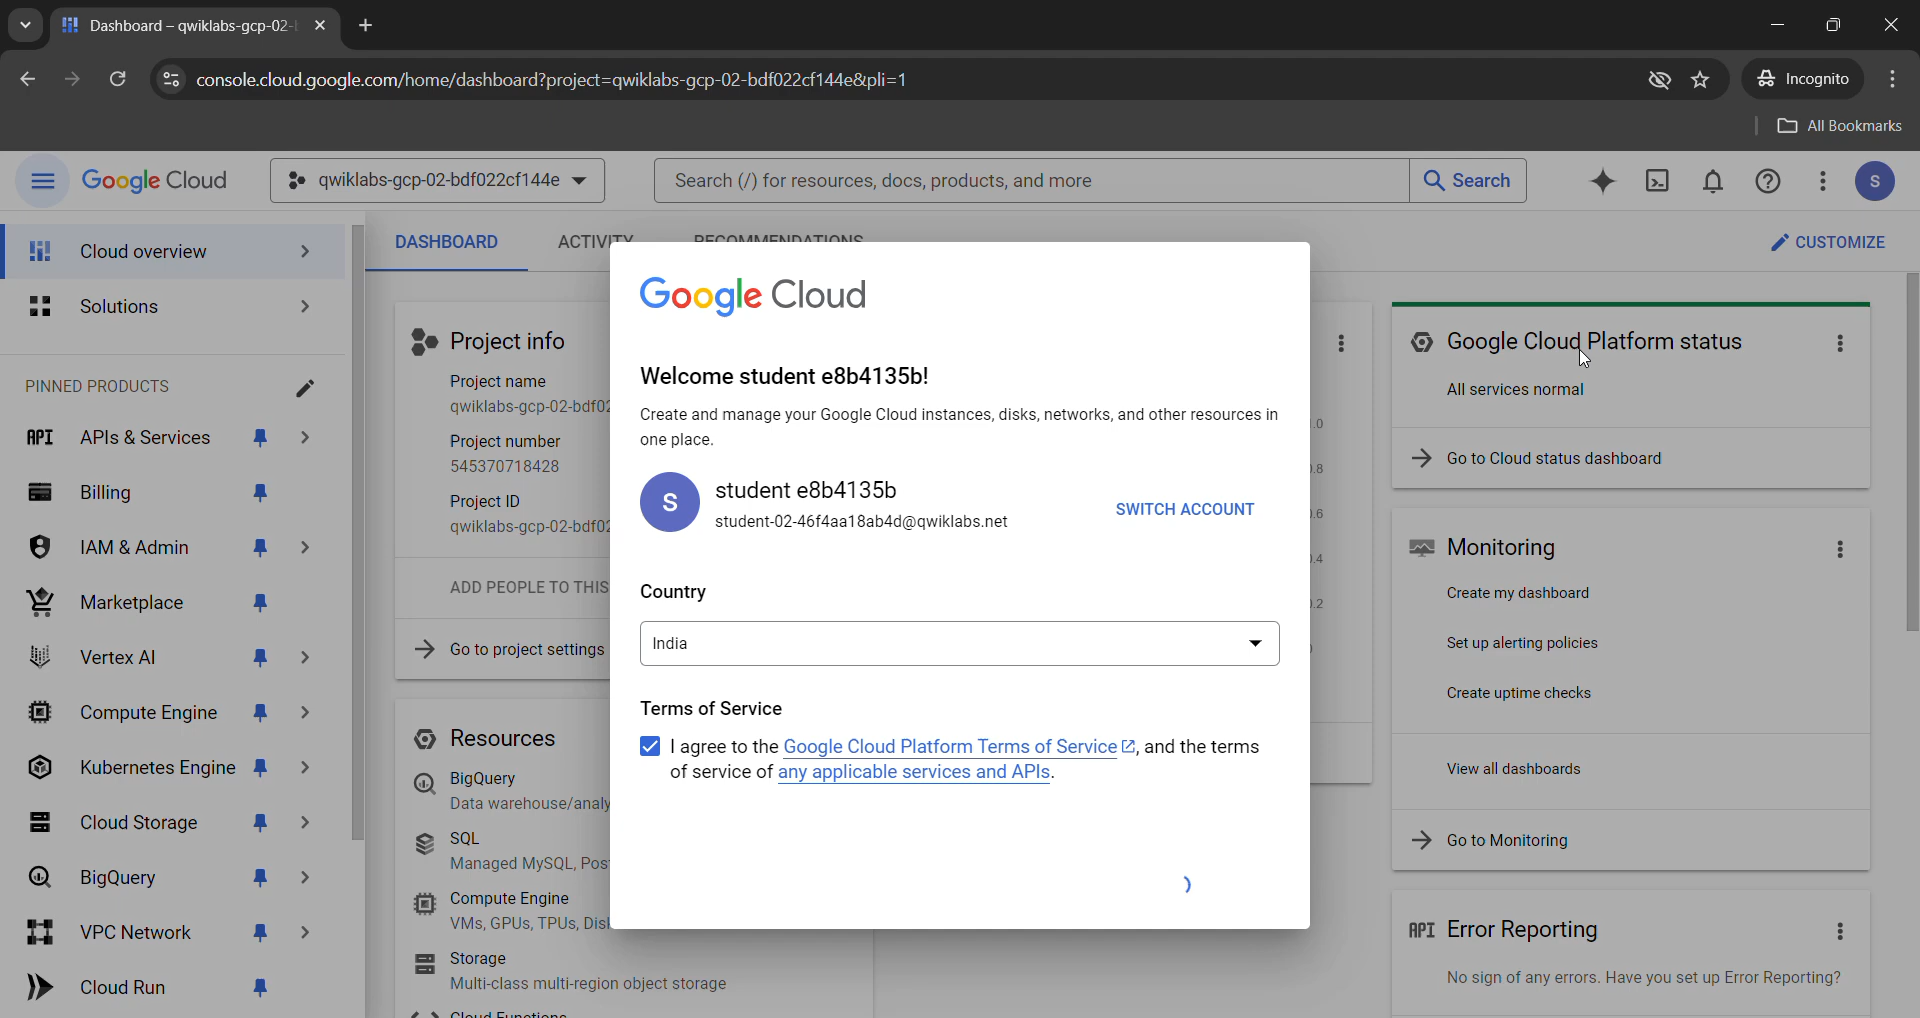 Dashboard – qwiklabs-gcp-02-
console.cloud.google.com/home/dashboard?project=qwiklabs-gcp-02-bdf022cf144e&pli=1
Incognito
All Bookmarks
Google Cloud
qwiklabs-gcp-02-bdf022cf144e
Search (/) for resources, docs, products, and more
Search
S
Cloud overview
Solutions
PINNED PRODUCTS
API APIs & Services
Billing
IAM & Admin
Marketplace
Vertex AI
Compute Engine
Kubernetes Engine
Cloud Storage
BigQuery
VPC Network
Cloud Run
DASHBOARD
ACTIVITY
RECOMMENDATIONS
CUSTOMIZE
Project info
Project name
qwiklabs-gcp-02-bdf02
Project number
545370718428
Project ID
qwiklabs-gcp-02-bdf02
ADD PEOPLE TO THIS
Go to project settings
Resources
BigQuery
Data warehouse/analy
SQL
Managed MySQL, Pos
Compute Engine
VMs, GPUs, TPUs, Dis
Storage
Multi-class multi-region object storage
Google Cloud
Welcome student e8b4135b!
Create and manage your Google Cloud instances, disks, networks, and other resources in
one place.
S
student e8b4135b
student-02-46f4aa18ab4d@qwiklabs.net
SWITCH ACCOUNT
Country
India
Terms of Service
I agree to the Google Cloud Platform Terms of Service, and the terms
of service of any applicable services and APIs.
.0
.8
.6
.4
.2
Google Cloud Platform status
All services normal
Go to Cloud status dashboard
Monitoring
Create my dashboard
Set up alerting policies
Create uptime checks
View all dashboards
Go to Monitoring
API Error Reporting
No sign of any errors. Have you set up Error Reporting?